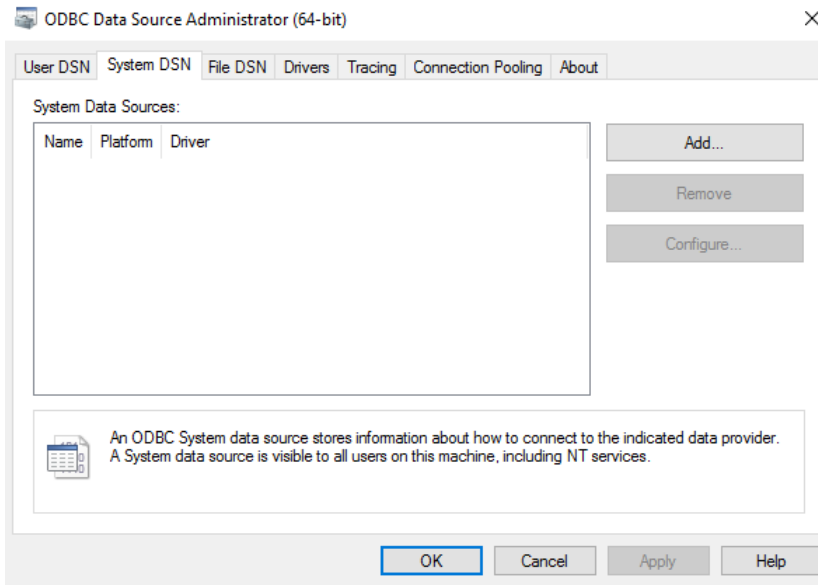 ODBC Data Source Administrator (64-bit)
User DSN System DSN File DSN Drivers Tracing Connection Pooling About
System Data Sources:
Name Platform Driver
Add...
Remove
Configure...
An ODBC System data source stores information about how to connect to the indicated data provider.
A System data source is visible to all users on this machine, including NT services.
OK Cancel Apply Help